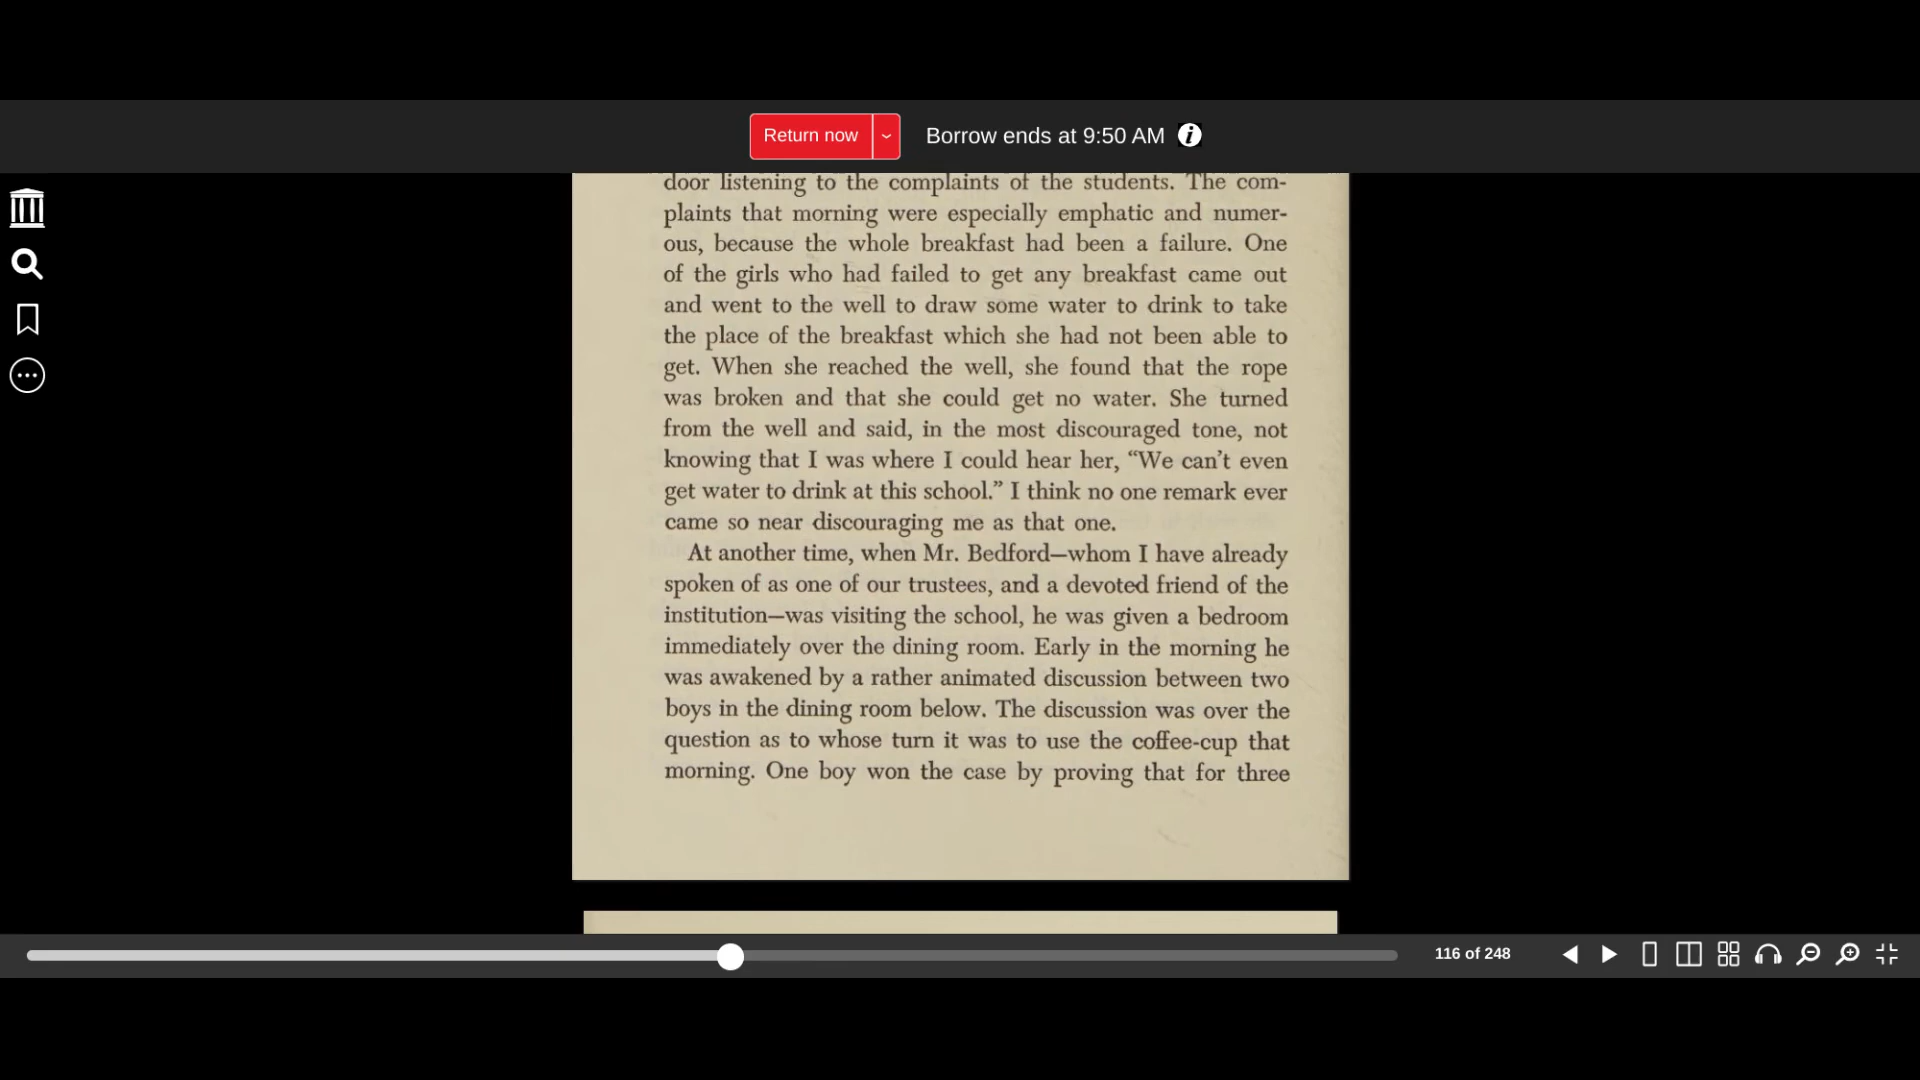 Return now
Borrow ends at 9:50 AM
door listening to the complaints of the students. The com-
plaints that morning were especially emphatic and numer-
ous, because the whole breakfast had been a failure. One
of the girls who had failed to get any breakfast came out
and went to the well to draw some water to drink to take
the place of the breakfast which she had not been able to
get. When she reached the well, she found that the rope
was broken and that she could get no water. She turned
from the well and said, in the most discouraged tone, not
knowing that I was where I could hear her, “We can’t even
get water to drink at this school.” I think no one remark ever
came so near discouraging me as that one.
At another time, when Mr. Bedford—whom I have already
spoken of as one of our trustees, and a devoted friend of the
institution—was visiting the school, he was given a bedroom
immediately over the dining room. Early in the morning he
was awakened by a rather animated discussion between two
boys in the dining room below. The discussion was over the
question as to whose turn it was to use the coffee-cup that
morning. One boy won the case by proving that for three
116 of 248